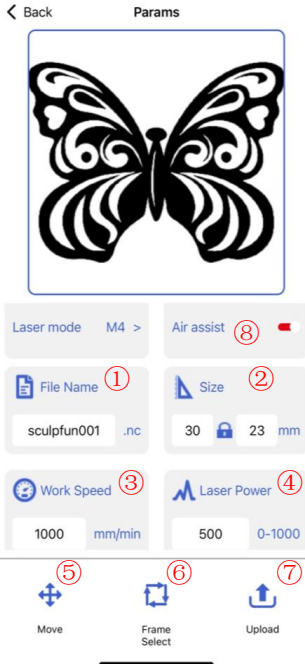 Back Params
Laser mode M4 >
Air assist ⑧
File Name ①
sculpfun001 .nc
Size ②
30 23 mm
Work Speed ③
1000 mm/min
Laser Power ④
500 0-1000
⑤
Move
⑥
Frame
Select
⑦
Upload